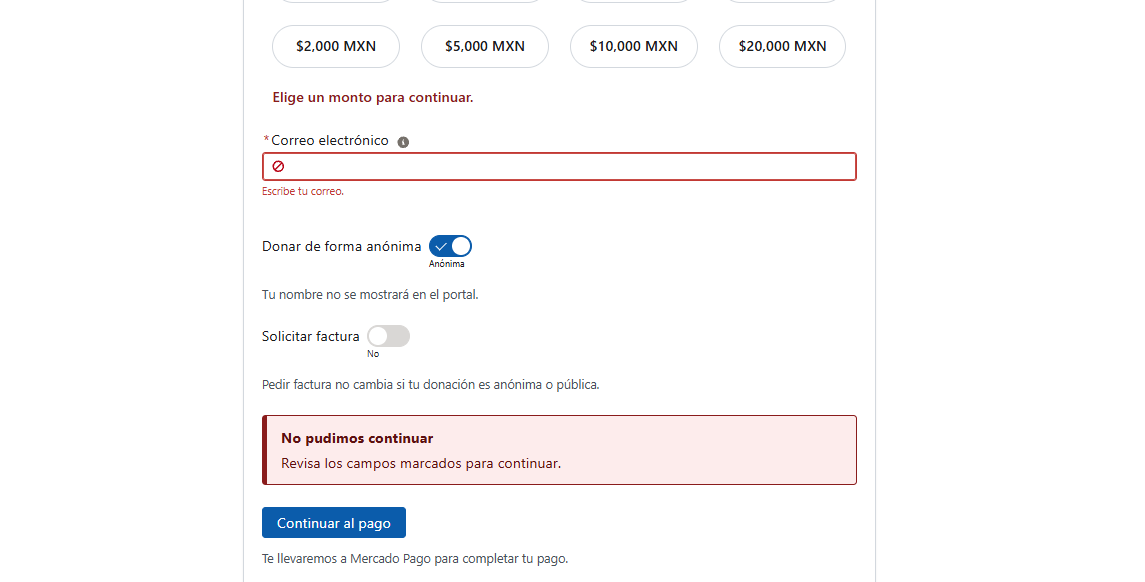 $2,000 MXN
$5,000 MXN
$10,000 MXN
$20,000 MXN
Elige un monto para continuar.
*Correo electrónico
Escribe tu correo.
Donar de forma anónima
Anónima
Tu nombre no se mostrará en el portal.
Solicitar factura
No
Pedir factura no cambia si tu donación es anónima o pública.
No pudimos continuar
Revisa los campos marcados para continuar.
Continuar al pago
Te llevaremos a Mercado Pago para completar tu pago.